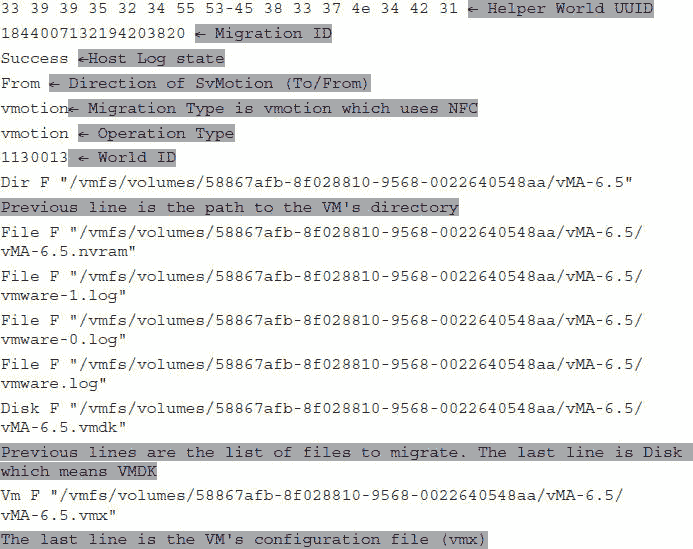 33 39 39 35 32 34 55 53-45 38 33 37 4e 34 42 31 ← Helper World UUID
1844007132194203820 ← Migration ID
Success ←Host Log state
From ← Direction of SvMotion (To/From)
vmotion← Migration Type is vmotion which uses NFC
vmotion ← Operation Type
1130013 ← World ID
Dir F "/vmfs/volumes/58867afb-8f028810-9568-0022640548aa/vMA-6.5"
Previous line is the path to the VM's directory
File F "/vmfs/volumes/58867afb-8f028810-9568-0022640548aa/vMA-6.5/
vMA-6.5.nvram"
File F "/vmfs/volumes/58867afb-8f028810-9568-0022640548aa/vMA-6.5/
vmware-1.log"
File F "/vmfs/volumes/58867afb-8f028810-9568-0022640548aa/vMA-6.5/
vmware-0.log"
File F "/vmfs/volumes/58867afb-8f028810-9568-0022640548aa/vMA-6.5/
vmware.log"
Disk F "/vmfs/volumes/58867afb-8f028810-9568-0022640548aa/vMA-6.5/
vMA-6.5.vmdk"
Previous lines are the list of files to migrate. The last line is Disk
which means VMDK
Vm F "/vmfs/volumes/58867afb-8f028810-9568-0022640548aa/vMA-6.5/
vMA-6.5.vmx"
The last line is the VM's configuration file (vmx)